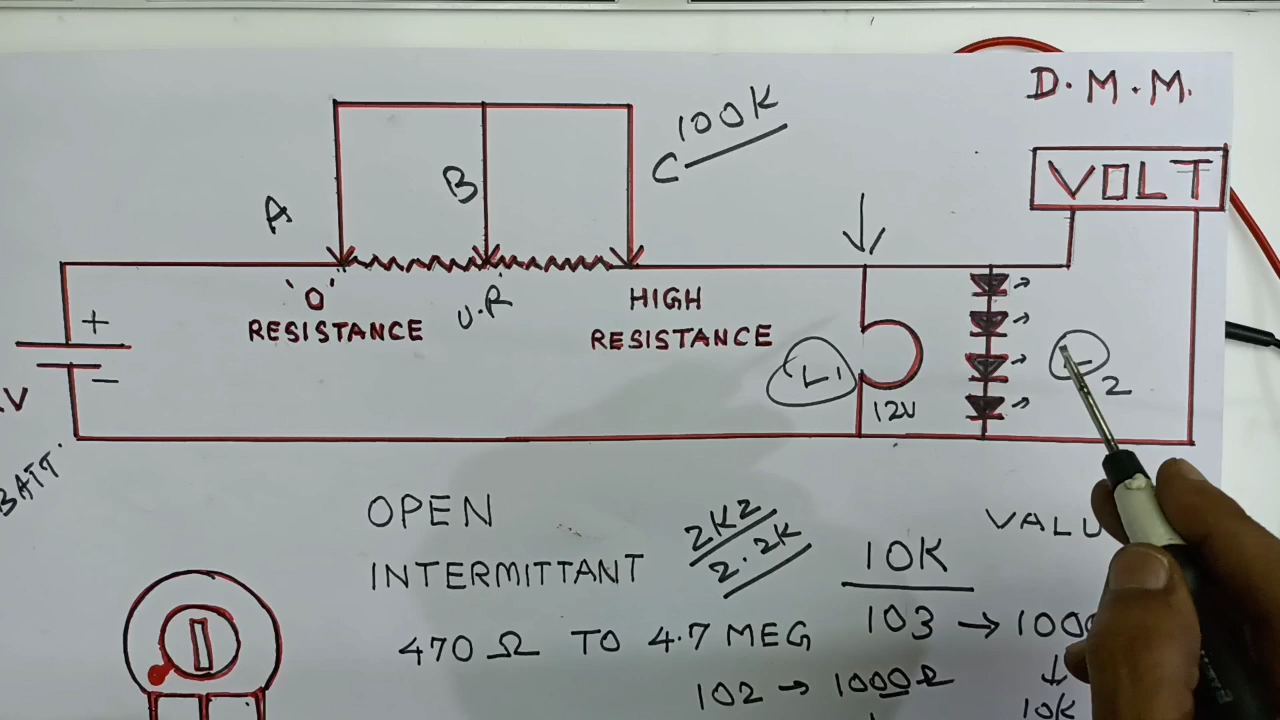 D.M.M.
100K
C
VOLT
A
B
'0'
RESISTANCE
V.R
HIGH
RESISTANCE
+
-
V
BATT.
L1
12V
2
OPEN
INTERMITTANT
470 Ω TO 4.7 MEG
2K2
2.2K
10K
103 →
102 → 1000 Ω
10K